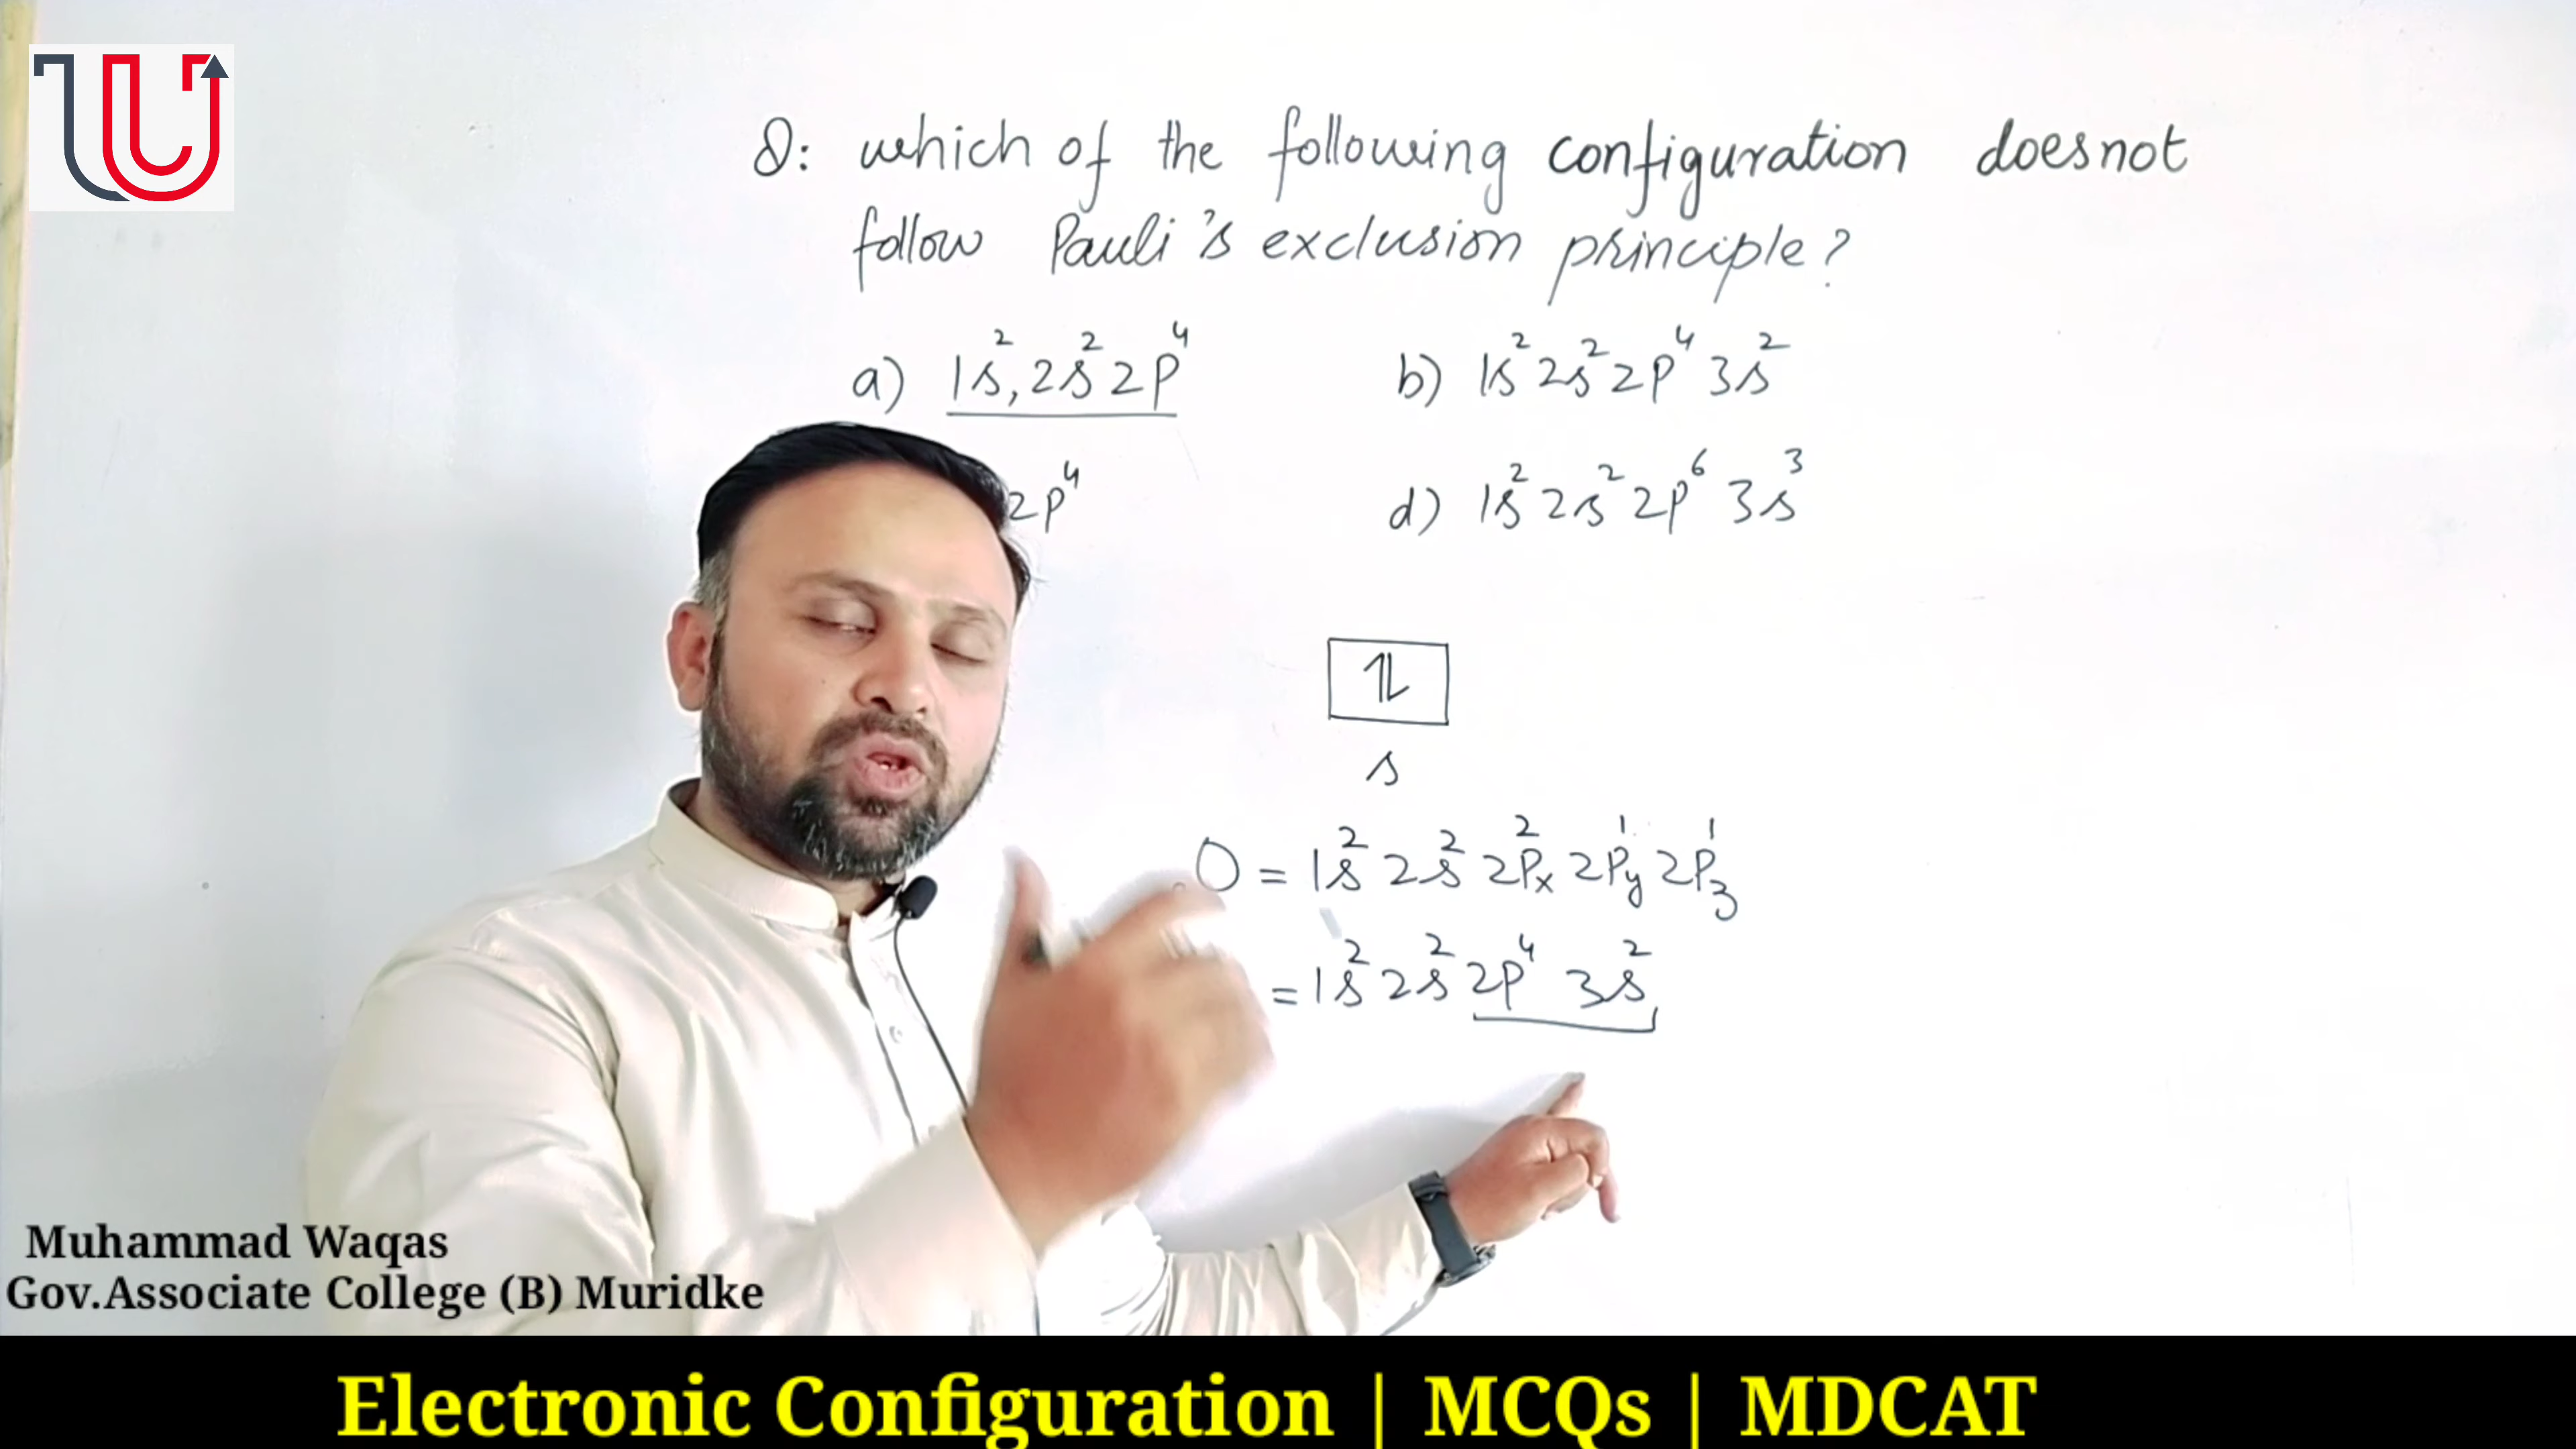 Q: which of the following configuration does not
follow Pauli's exclusion principle?
a) 1s², 2s² 2p⁴
b) 1s² 2s² 2p⁴ 3s²
2p⁴
d) 1s² 2s² 2p⁶ 3s³
⥮
s
O = 1s² 2s² 2Px² 2Py¹ 2Pz¹
= 1s² 2s² 2p⁴ 3s²
Muhammad Waqas
Gov.Associate College (B) Muridke
Electronic Configuration | MCQs | MDCAT